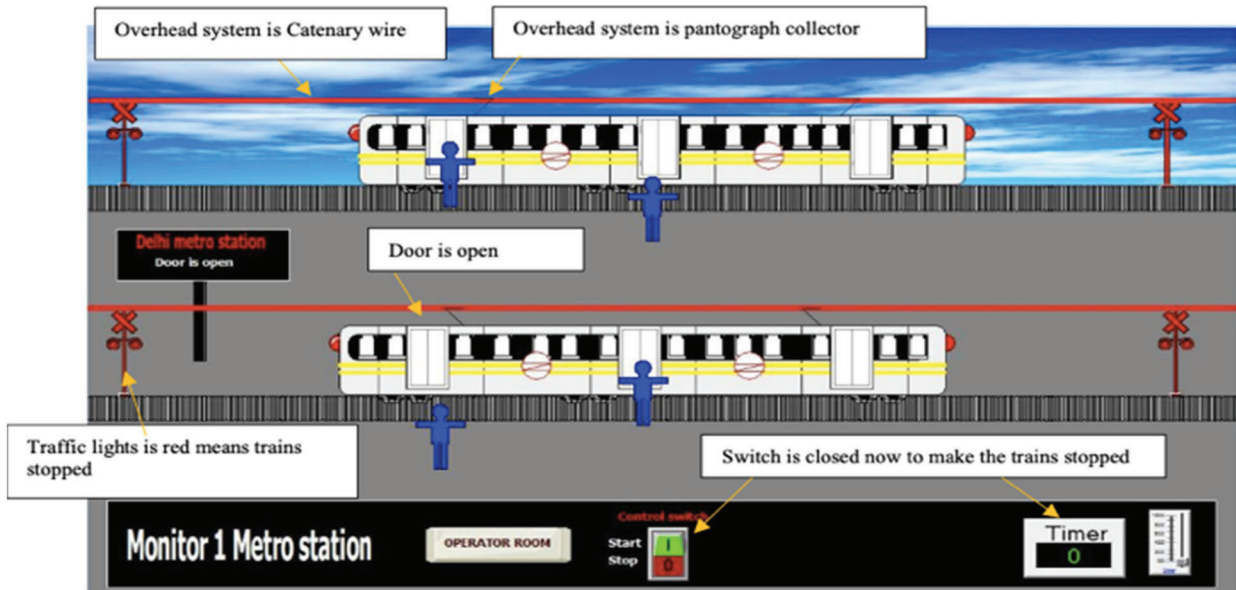 Overhead system is Catenary wire
Overhead system is pantograph collector
Delhi metro station
Door is open
Door is open
Traffic lights is red means trains
stopped
Switch is closed now to make the trains stopped
Monitor 1 Metro station
OPERATOR ROOM
Control switch
Start
I
Stop
0
Timer
0